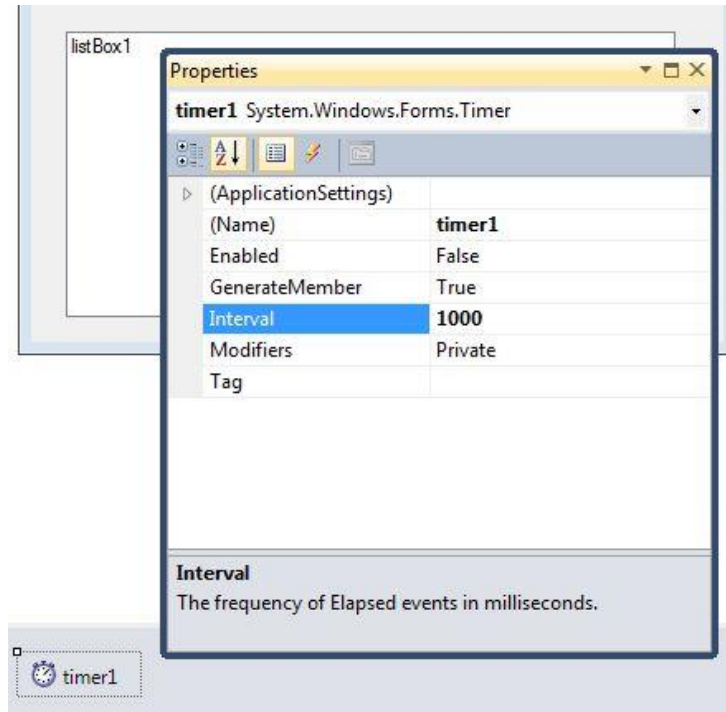 listBox1
Properties
timer1 System.Windows.Forms.Timer
(ApplicationSettings)
(Name) timer1
Enabled False
GenerateMember True
Interval 1000
Modifiers Private
Tag
Interval
The frequency of Elapsed events in milliseconds.
timer1